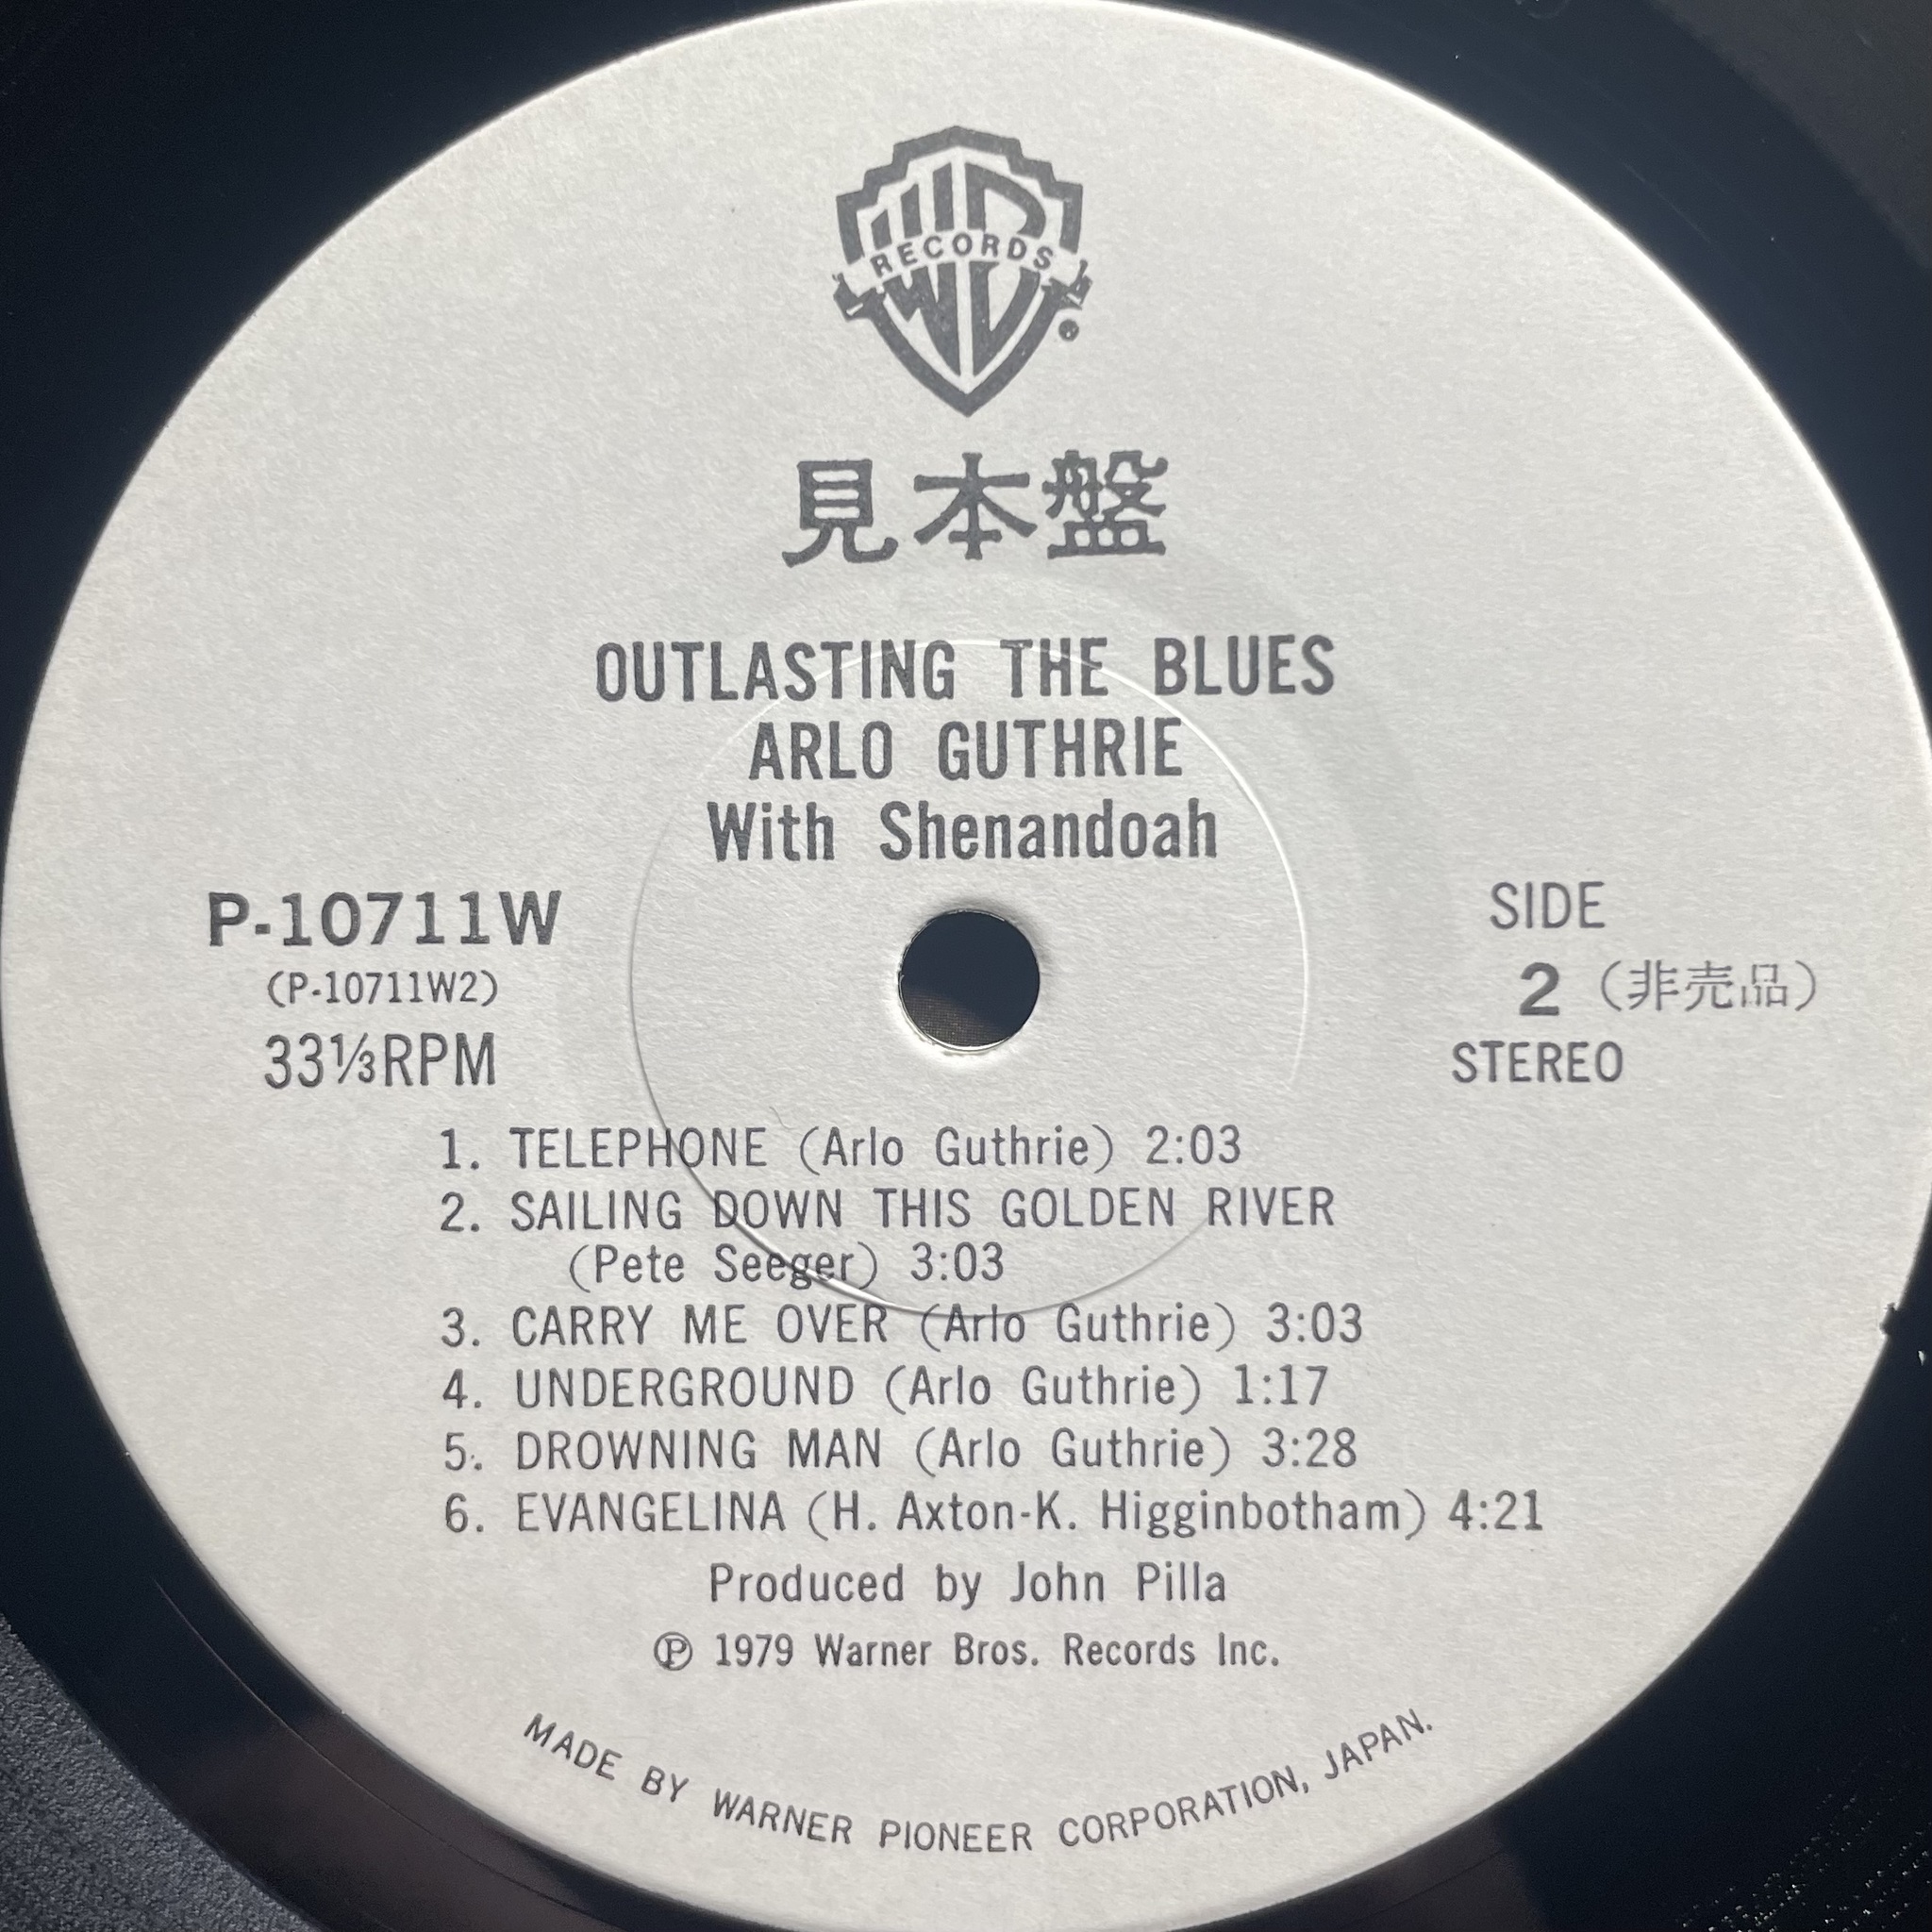 WB
RECORDS
®
見本盤
OUTLASTING THE BLUES
ARLO GUTHRIE
With Shenandoah
P-10711W
(P-10711W2)
33⅓RPM
SIDE
2 (非売品)
STEREO
1. TELEPHONE (Arlo Guthrie) 2:03
2. SAILING DOWN THIS GOLDEN RIVER
(Pete Seeger) 3:03
3. CARRY ME OVER (Arlo Guthrie) 3:03
4. UNDERGROUND (Arlo Guthrie) 1:17
5. DROWNING MAN (Arlo Guthrie) 3:28
6. EVANGELINA (H. Axton-K. Higginbotham) 4:21
Produced by John Pilla
℗ 1979 Warner Bros. Records Inc.
MADE BY WARNER PIONEER CORPORATION, JAPAN.